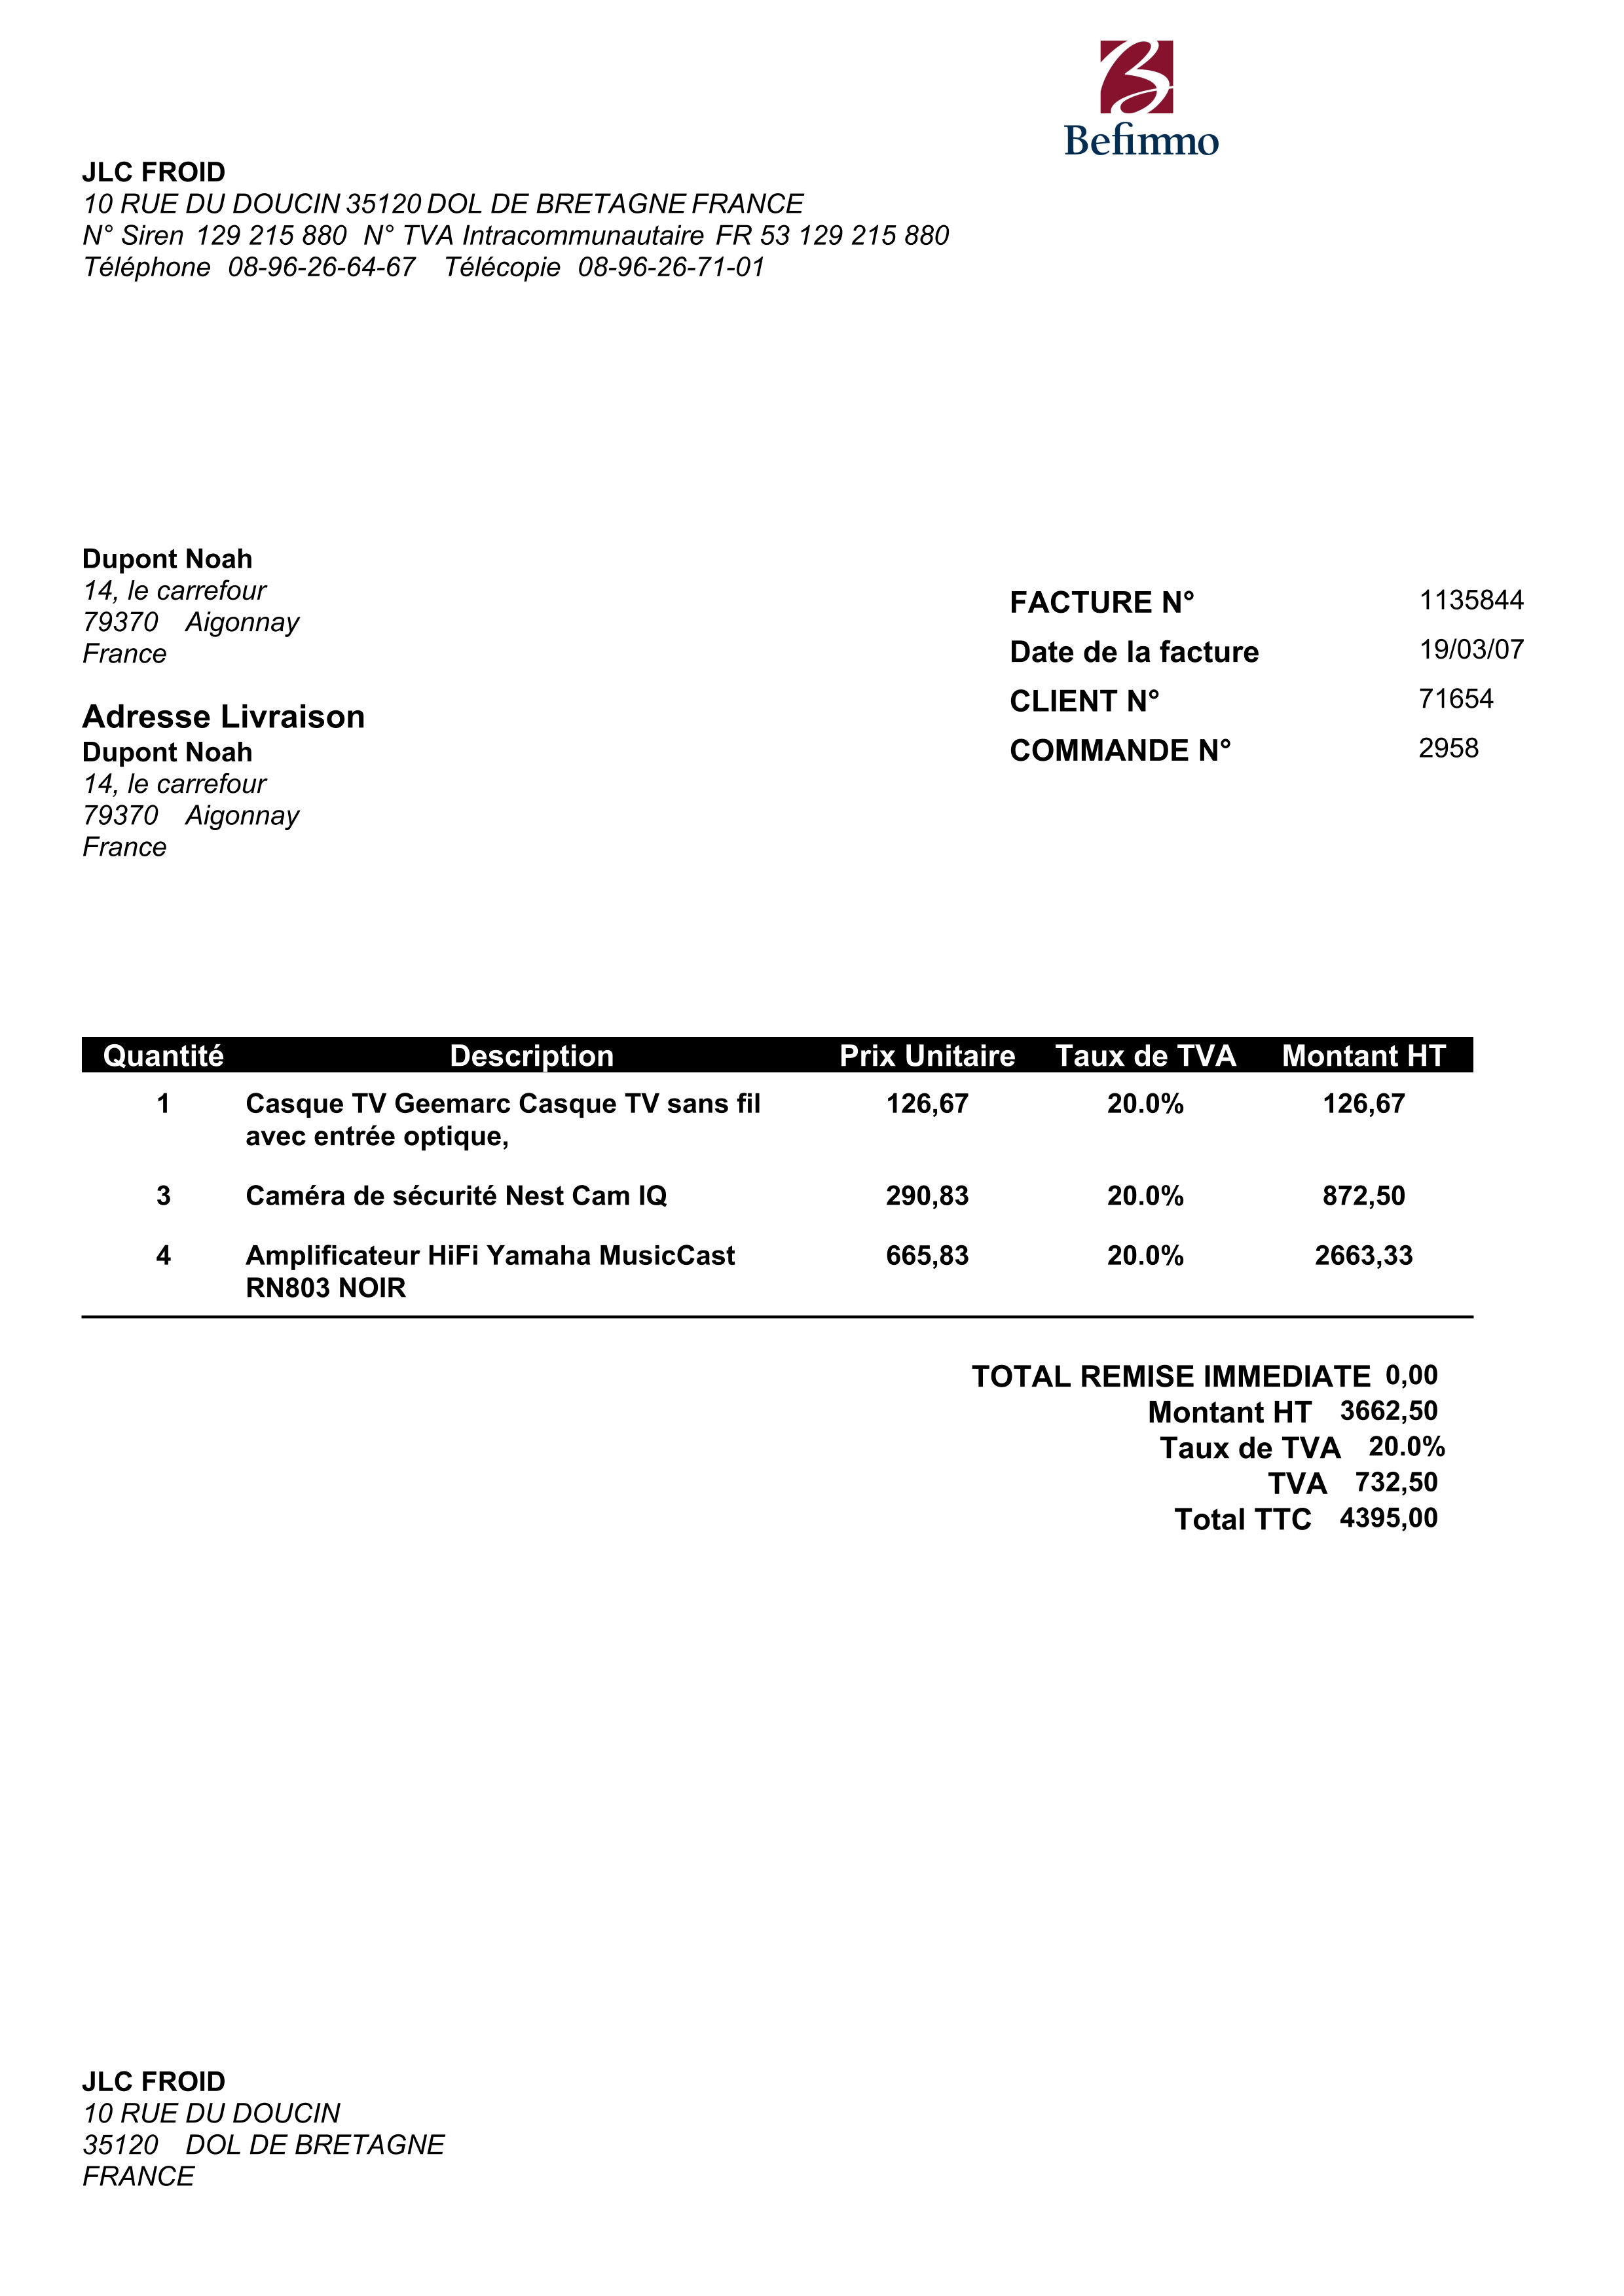 Befimmo
JLC FROID
10 RUE DU DOUCIN 35120 DOL DE BRETAGNE FRANCE
N° Siren 129 215 880 N° TVA Intracommunautaire FR 53 129 215 880
Téléphone 08-96-26-64-67 Télécopie 08-96-26-71-01
Dupont Noah
14, le carrefour
79370 Aigonnay
France
FACTURE N° 1135844
Date de la facture 19/03/07
CLIENT N° 71654
COMMANDE N° 2958
Adresse Livraison
Dupont Noah
14, le carrefour
79370 Aigonnay
France
Quantité Description Prix Unitaire Taux de TVA Montant HT
1 Casque TV Geemarc Casque TV sans fil 126,67 20.0% 126,67
avec entrée optique,
3 Caméra de sécurité Nest Cam IQ 290,83 20.0% 872,50
4 Amplificateur HiFi Yamaha MusicCast 665,83 20.0% 2663,33
RN803 NOIR
TOTAL REMISE IMMEDIATE 0,00
Montant HT 3662,50
Taux de TVA 20.0%
TVA 732,50
Total TTC 4395,00
JLC FROID
10 RUE DU DOUCIN
35120 DOL DE BRETAGNE
FRANCE